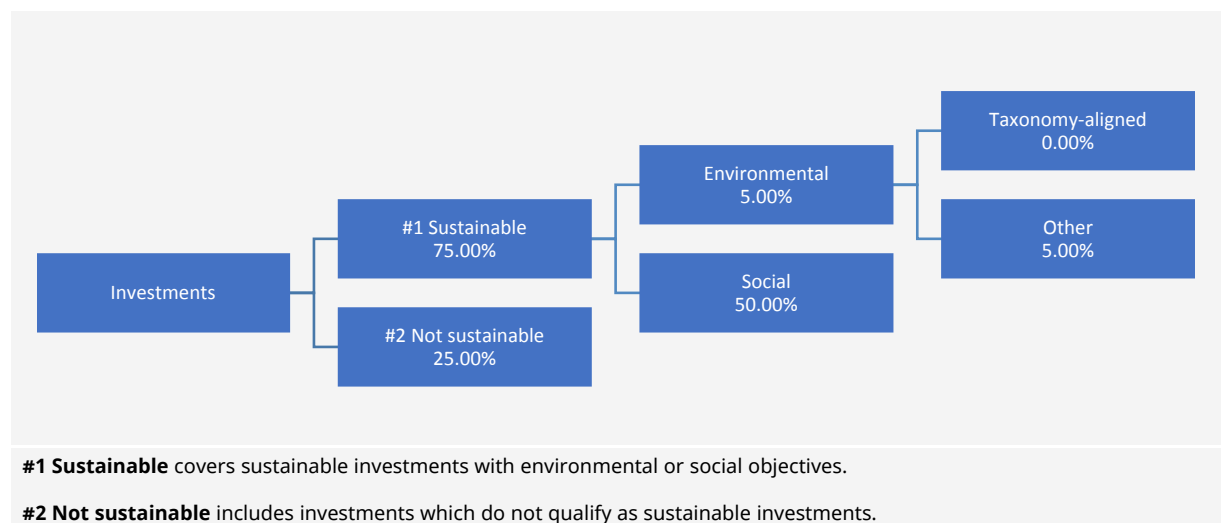 Investments
#1 Sustainable
75.00%
#2 Not sustainable
25.00%
Environmental
5.00%
Social
50.00%
Taxonomy-aligned
0.00%
Other
5.00%
#1 Sustainable covers sustainable investments with environmental or social objectives.
#2 Not sustainable includes investments which do not qualify as sustainable investments.